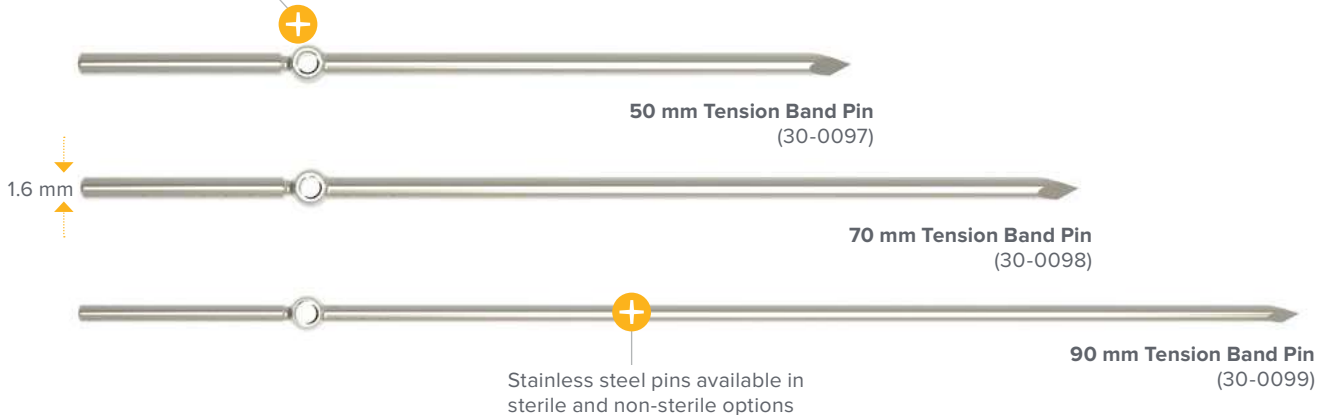 50 mm Tension Band Pin
(30-0097)
1.6 mm
70 mm Tension Band Pin
(30-0098)
90 mm Tension Band Pin
(30-0099)
Stainless steel pins available in
sterile and non-sterile options